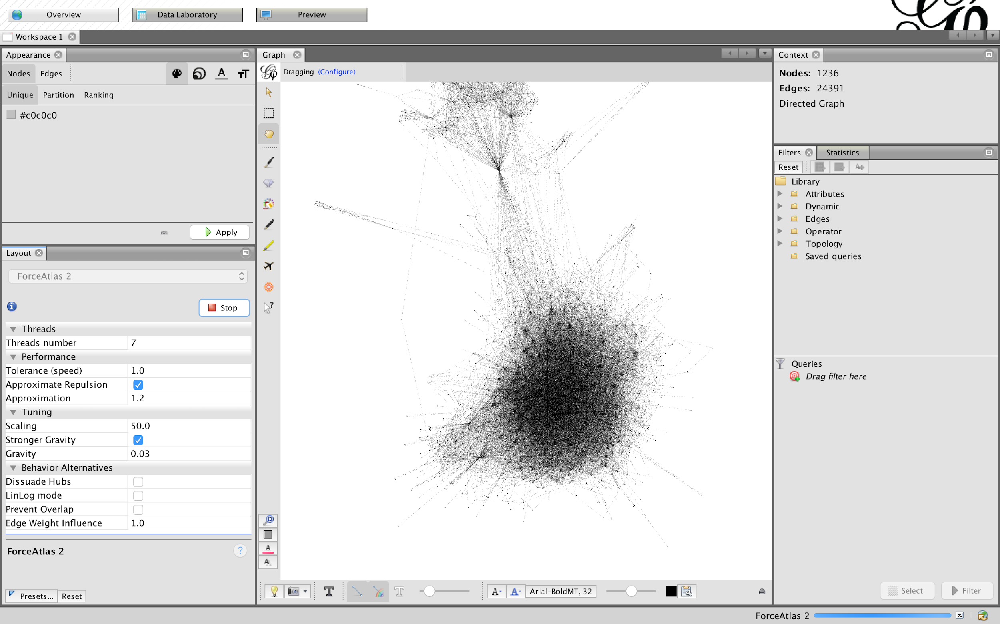 Overview
Data Laboratory
Preview
Workspace 1
Appearance
Nodes
Edges
A
TT
Unique
Partition
Ranking
#c0c0c0
Apply
Layout
ForceAtlas 2
Stop
Threads
Threads number 7
Performance
Tolerance (speed) 1.0
Approximate Repulsion
Approximation 1.2
Tuning
Scaling 50.0
Stronger Gravity
Gravity 0.03
Behavior Alternatives
Dissuade Hubs
LinLog mode
Prevent Overlap
Edge Weight Influence 1.0
ForceAtlas 2
?
Presets...
Reset
Graph
Dragging (Configure)
?
A
A
T
T
A
A
Arial-BoldMT, 32
Context
Nodes: 1236
Edges: 24391
Directed Graph
Filters
Statistics
Reset
Library
Attributes
Dynamic
Edges
Operator
Topology
Saved queries
Queries
Drag filter here
Select
Filter
ForceAtlas 2